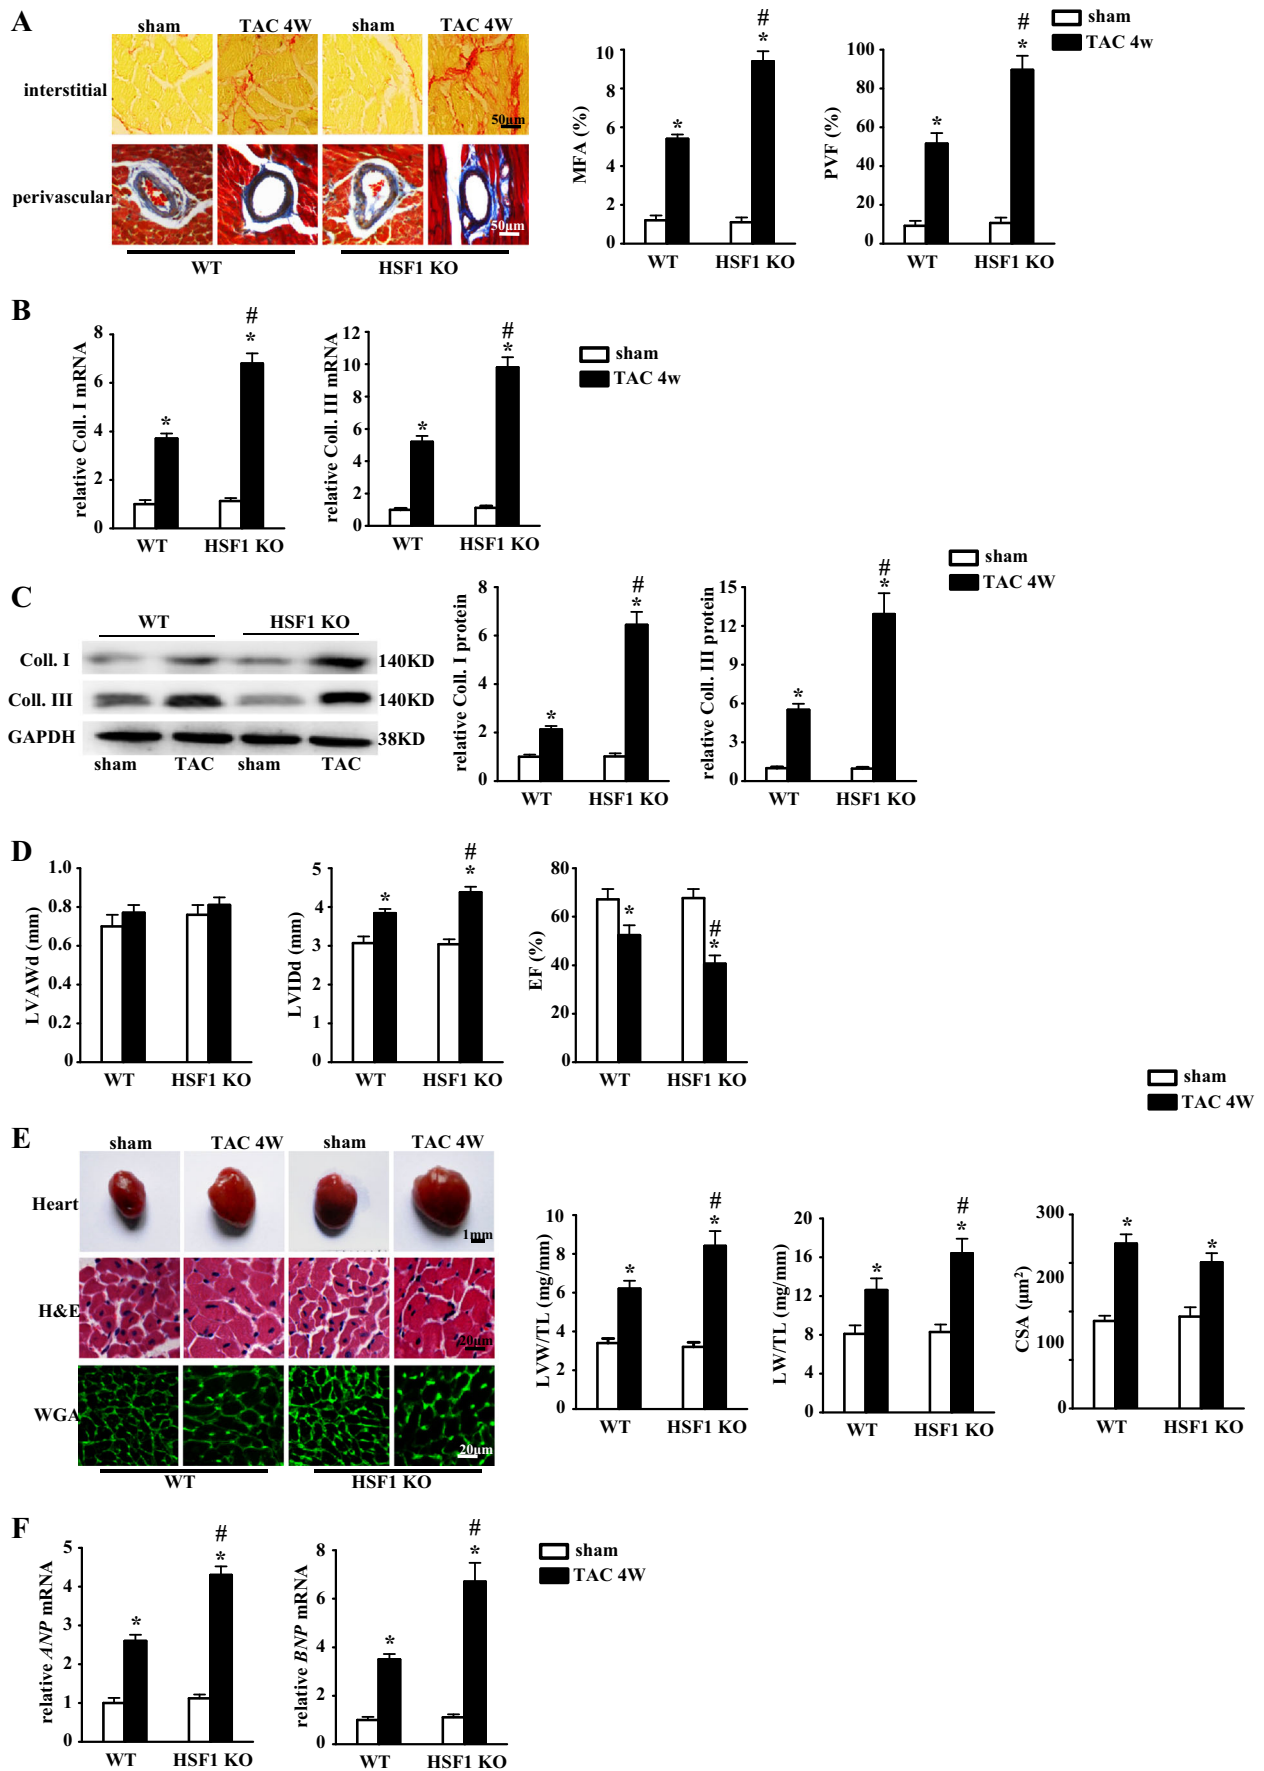 A
sham TAC 4W sham TAC 4W
interstitial
50μm
perivascular
50μm
WT HSF1 KO
MFA (%)
10
8
6
4
2
0
WT HSF1 KO
* # *
PVF (%)
100
80
60
40
20
0
WT HSF1 KO
* # *
sham
TAC 4w
B
relative Coll. I mRNA
8
6
4
2
0
WT HSF1 KO
* # *
relative Coll. III mRNA
12
10
8
6
4
2
0
WT HSF1 KO
* # *
sham
TAC 4w
C
WT HSF1 KO
Coll. I 140KD
Coll. III 140KD
GAPDH 38KD
sham TAC sham TAC
relative Coll. I protein
8
6
4
2
0
WT HSF1 KO
* # *
relative Coll. III protein
15
12
9
6
3
0
WT HSF1 KO
* # *
sham
TAC 4W
D
LVAWd (mm)
1.0
0.8
0.6
0.4
0.2
0
WT HSF1 KO
LVIDd (mm)
5
4
3
2
1
0
WT HSF1 KO
* # *
EF (%)
80
60
40
20
0
WT HSF1 KO
* # *
sham
TAC 4W
E
sham TAC 4W sham TAC 4W
Heart
1mm
H&E
20μm
WGA
20μm
WT HSF1 KO
LVW/TL (mg/mm)
10
8
6
4
2
0
WT HSF1 KO
* # *
LW/TL (mg/mm)
20
16
12
8
4
0
WT HSF1 KO
* # *
CSA (μm²)
300
200
100
0
WT HSF1 KO
* *
F
relative ANP mRNA
5
4
3
2
1
0
WT HSF1 KO
* # *
relative BNP mRNA
8
6
4
2
0
WT HSF1 KO
* # *
sham
TAC 4W